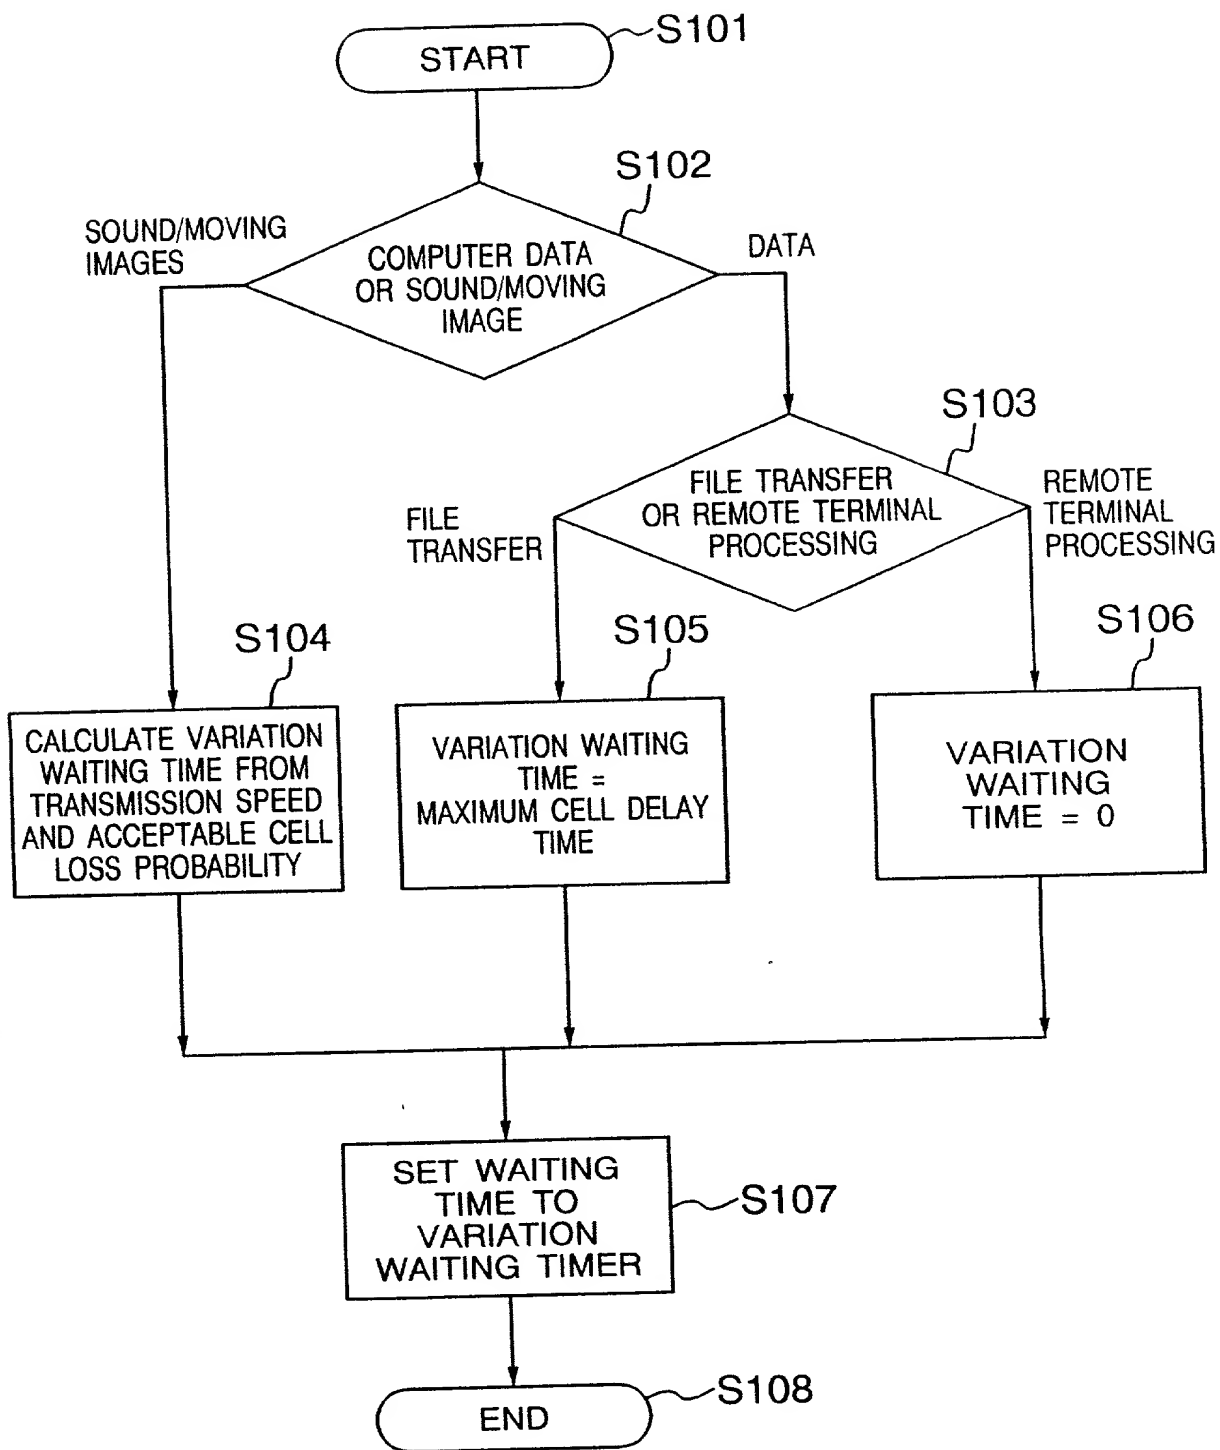 START
S101
S102
SOUND/MOVING
IMAGES
COMPUTER DATA
OR SOUND/MOVING
IMAGE
DATA
S103
FILE
TRANSFER
FILE TRANSFER
OR REMOTE TERMINAL
PROCESSING
REMOTE
TERMINAL
PROCESSING
S104
CALCULATE VARIATION
WAITING TIME FROM
TRANSMISSION SPEED
AND ACCEPTABLE CELL
LOSS PROBABILITY
S105
VARIATION WAITING
TIME =
MAXIMUM CELL DELAY
TIME
S106
VARIATION
WAITING
TIME = 0
SET WAITING
TIME TO
VARIATION
WAITING TIMER
S107
END
S108